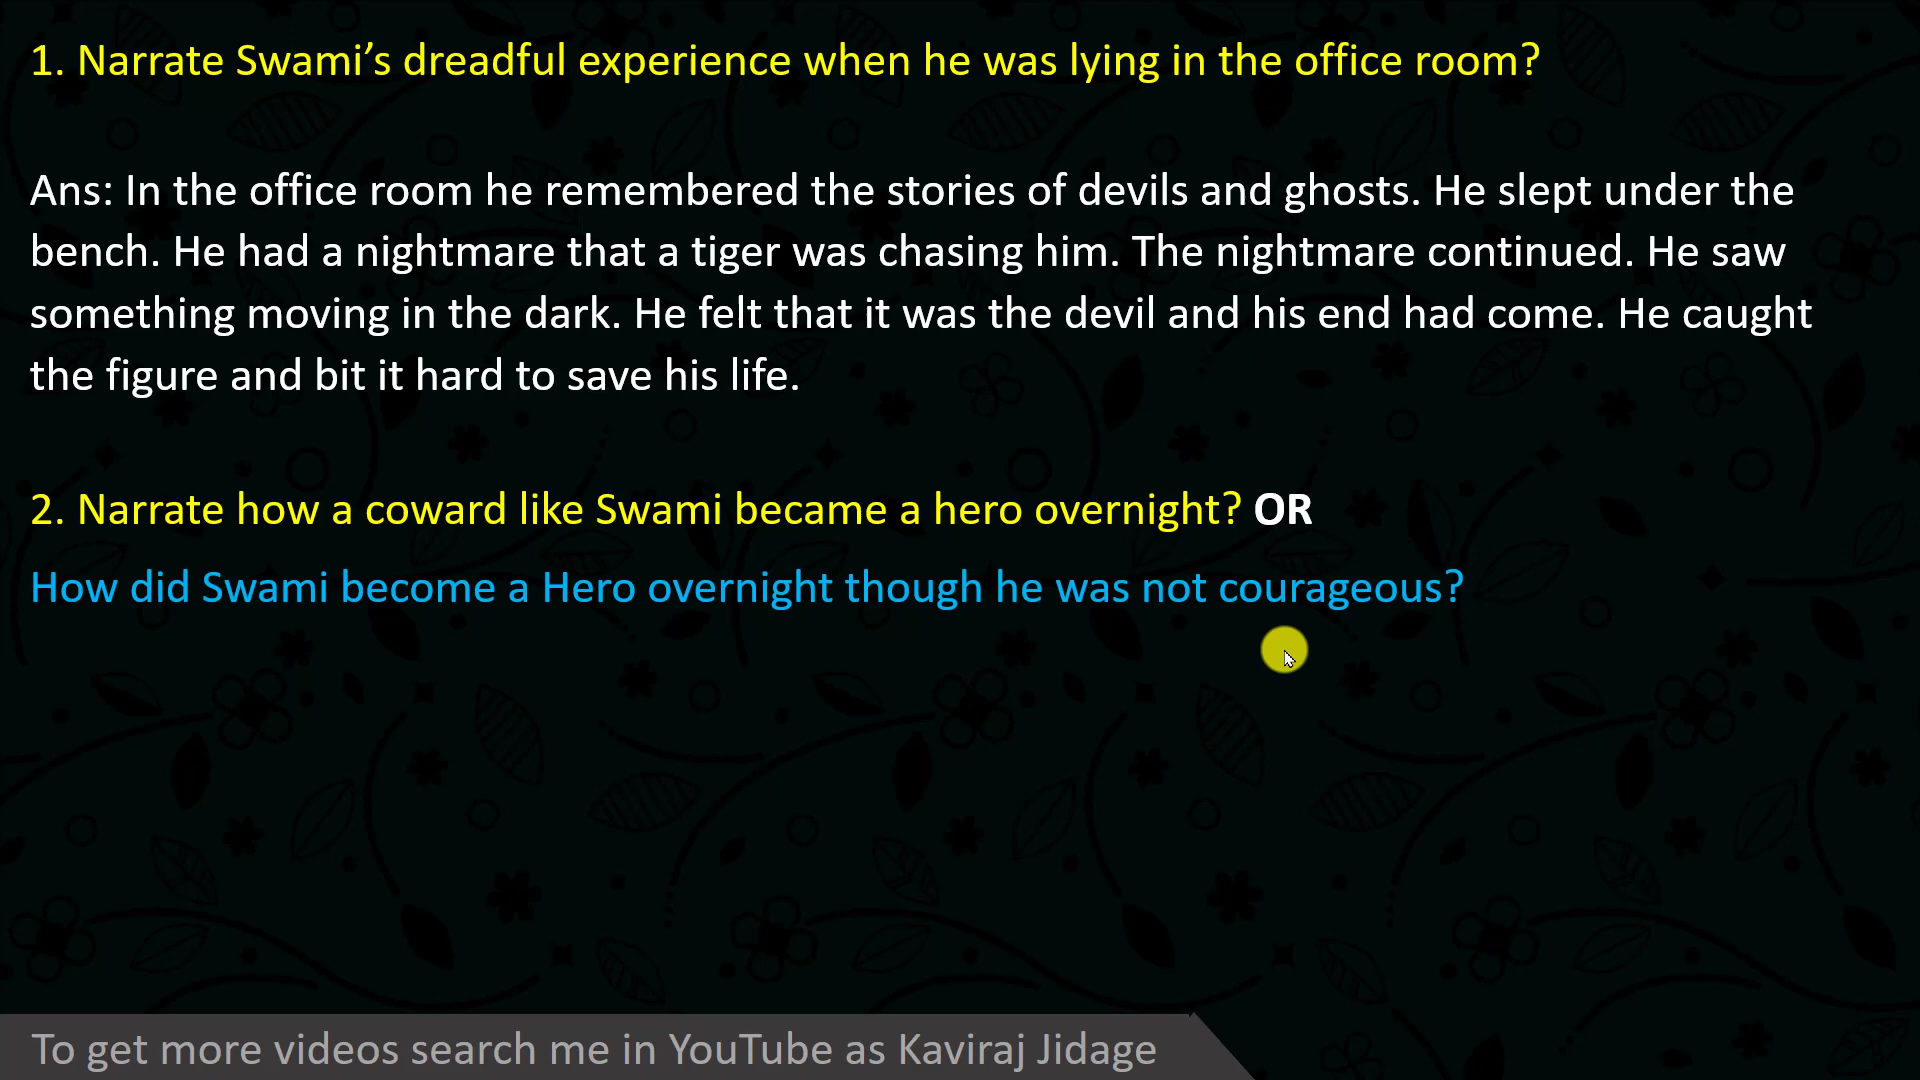 1. Narrate Swami’s dreadful experience when he was lying in the office room?
Ans: In the office room he remembered the stories of devils and ghosts. He slept under the
bench. He had a nightmare that a tiger was chasing him. The nightmare continued. He saw
something moving in the dark. He felt that it was the devil and his end had come. He caught
the figure and bit it hard to save his life.
2. Narrate how a coward like Swami became a hero overnight? OR
How did Swami become a Hero overnight though he was not courageous?
To get more videos search me in YouTube as Kaviraj Jidage